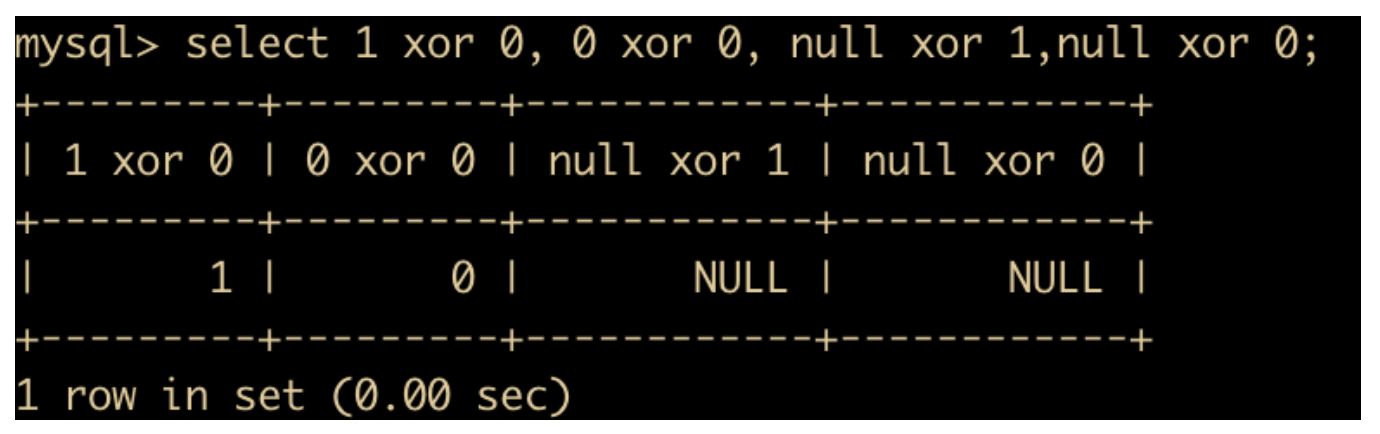 mysql> select 1 xor 0, 0 xor 0, null xor 1,null xor 0;
+---------+---------+------------+------------+
| 1 xor 0 | 0 xor 0 | null xor 1 | null xor 0 |
+---------+---------+------------+------------+
|       1 |       0 |       NULL |       NULL |
+---------+---------+------------+------------+
1 row in set (0.00 sec)